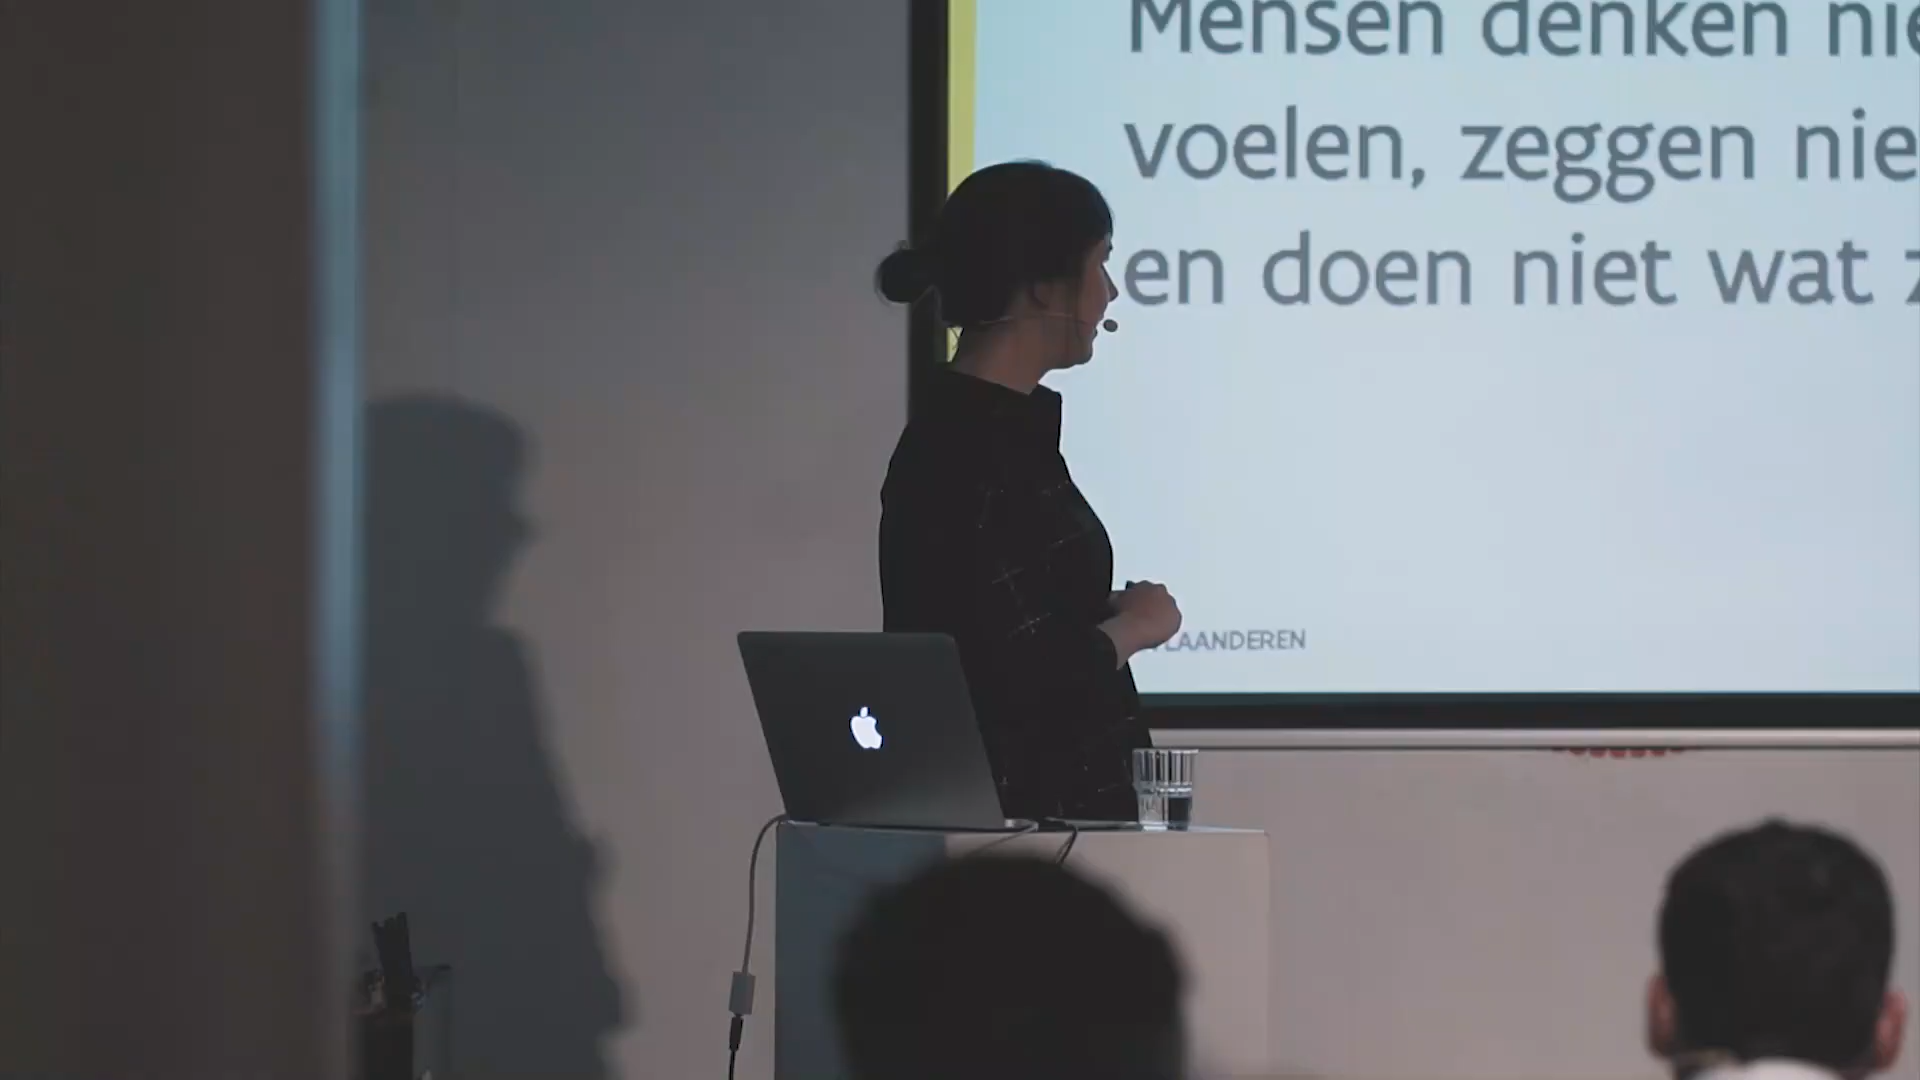 Mensen denken nie
voelen, zeggen nie
en doen niet wat z
VLAANDEREN